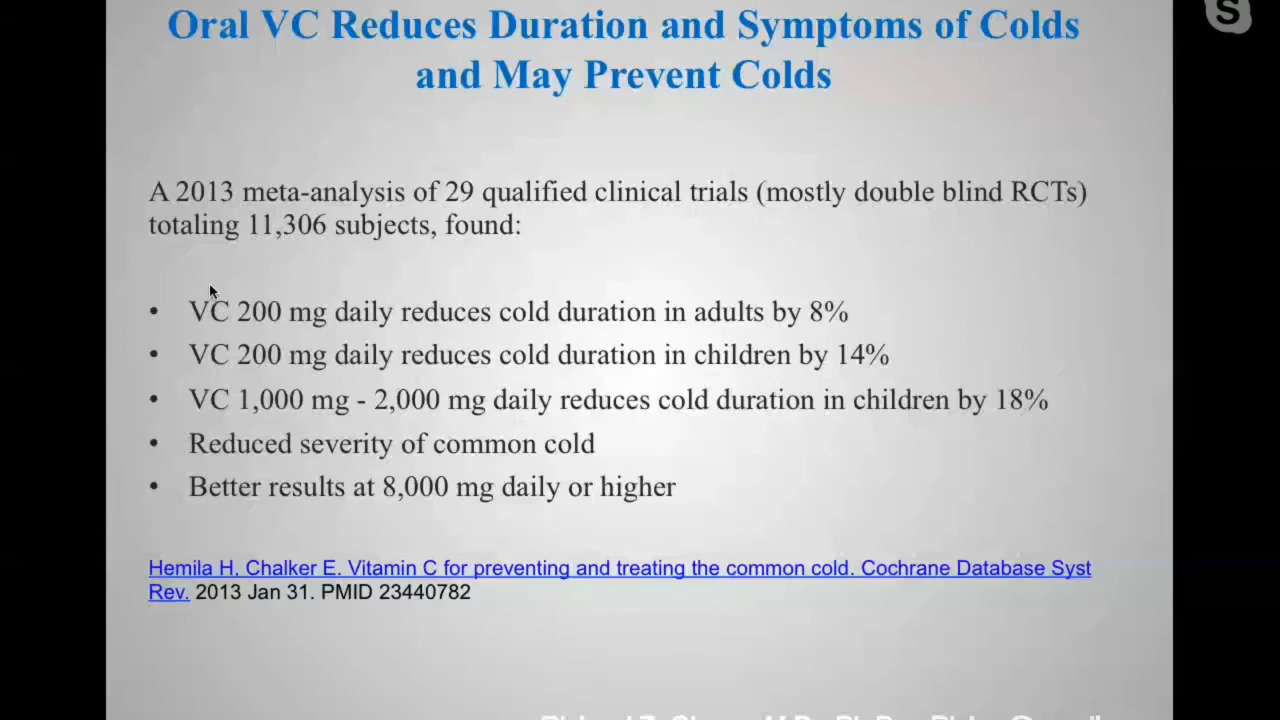 Oral VC Reduces Duration and Symptoms of Colds
and May Prevent Colds
A 2013 meta-analysis of 29 qualified clinical trials (mostly double blind RCTs)
totaling 11,306 subjects, found:
• VC 200 mg daily reduces cold duration in adults by 8%
• VC 200 mg daily reduces cold duration in children by 14%
• VC 1,000 mg - 2,000 mg daily reduces cold duration in children by 18%
• Reduced severity of common cold
• Better results at 8,000 mg daily or higher
Hemila H, Chalker E. Vitamin C for preventing and treating the common cold. Cochrane Database Syst
Rev. 2013 Jan 31. PMID 23440782